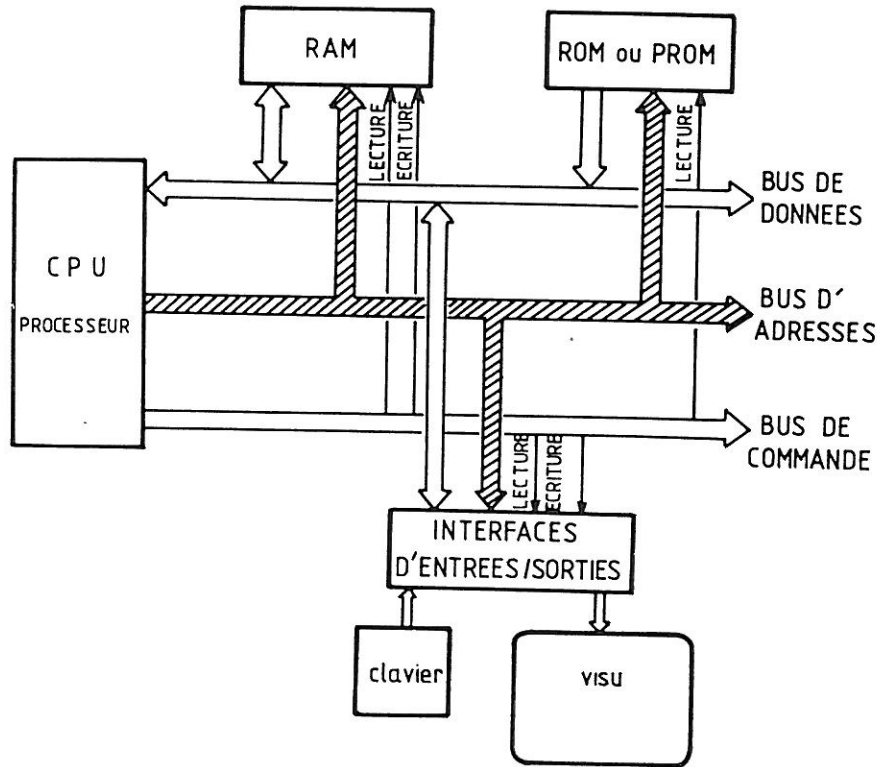 RAM
ROM ou PROM
LECTURE
ECRITURE
LECTURE
BUS DE
DONNEES
CPU
PROCESSEUR
BUS D'
ADRESSES
BUS DE
COMMANDE
LECTURE
ECRITURE
INTERFACES
D'ENTREES/SORTIES
clavier
visu